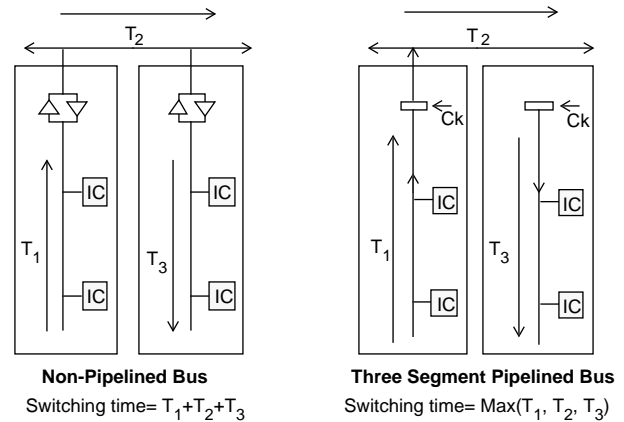 T2
T2
Ck
Ck
IC
IC
IC
IC
T1
T3
T1
T3
IC
IC
IC
IC
Non-Pipelined Bus
Three Segment Pipelined Bus
Switching time= T1+T2+T3
Switching time= Max(T1, T2, T3)